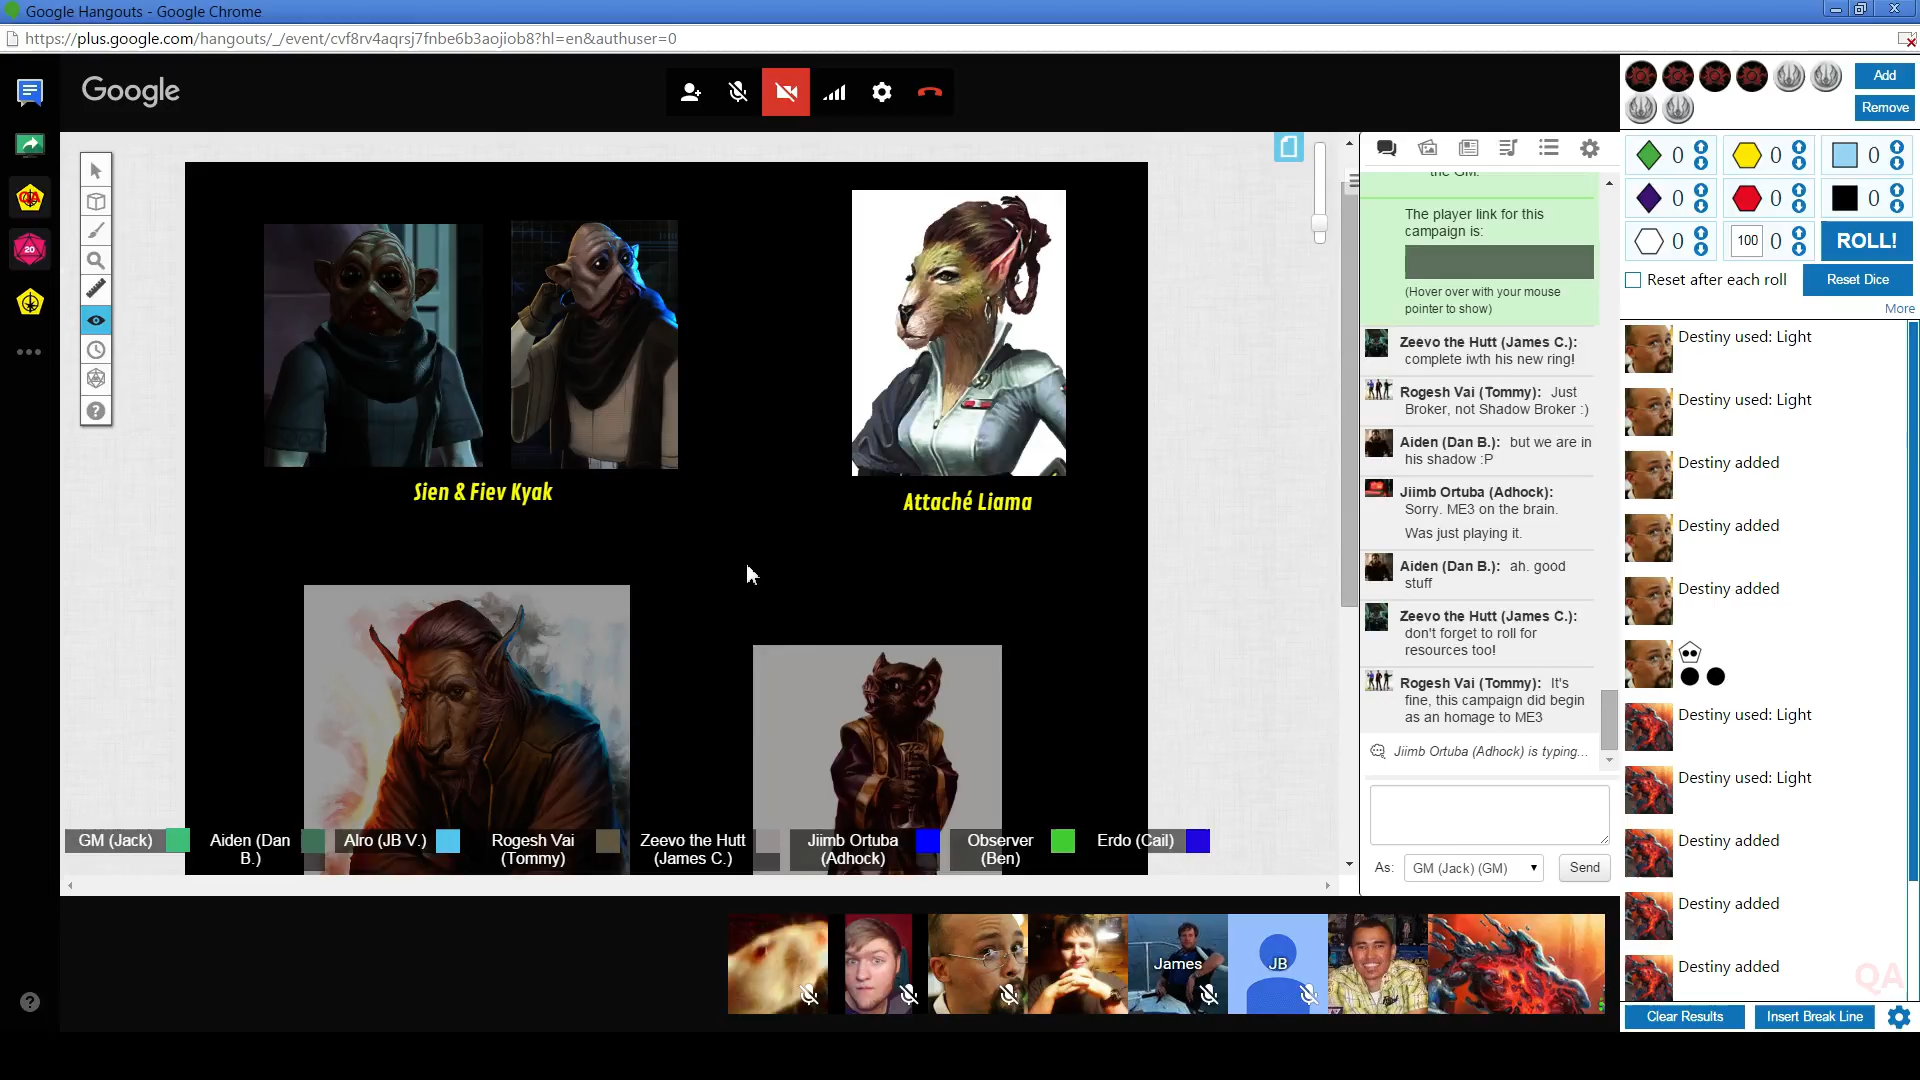 Google Hangouts - Google Chrome
https://plus.google.com/hangouts/_/event/cvf8rv4aqrsj7fnbe6b3aojiob8?hl=en&authuser=0
Google
Add
Remove
0
0
0
0
0
0
0
100
0
ROLL!
Reset after each roll
Reset Dice
More
20
Sien & Fiev Kyak
Attaché Liama
the GM.
The player link for this
campaign is:
(Hover over with your mouse
pointer to show)
Zeevo the Hutt (James C.):
complete iwth his new ring!
Rogesh Vai (Tommy): Just
Broker, not Shadow Broker :)
Aiden (Dan B.): but we are in
his shadow :P
Jiimb Ortuba (Adhock):
Sorry. ME3 on the brain.
Was just playing it.
Aiden (Dan B.): ah. good
stuff
Zeevo the Hutt (James C.):
don't forget to roll for
resources too!
Rogesh Vai (Tommy): It's
fine, this campaign did begin
as an homage to ME3
Jiimb Ortuba (Adhock) is typing...
As:
GM (Jack) (GM)
Send
Destiny used: Light
Destiny used: Light
Destiny added
Destiny added
Destiny added
Destiny used: Light
Destiny used: Light
Destiny added
Destiny added
Destiny added
QA
Clear Results
Insert Break Line
GM (Jack)
Aiden (Dan
B.)
Alro (JB V.)
Rogesh Vai
(Tommy)
Zeevo the Hutt
(James C.)
Jiimb Ortuba
(Adhock)
Observer
(Ben)
Erdo (Cail)
James
JB